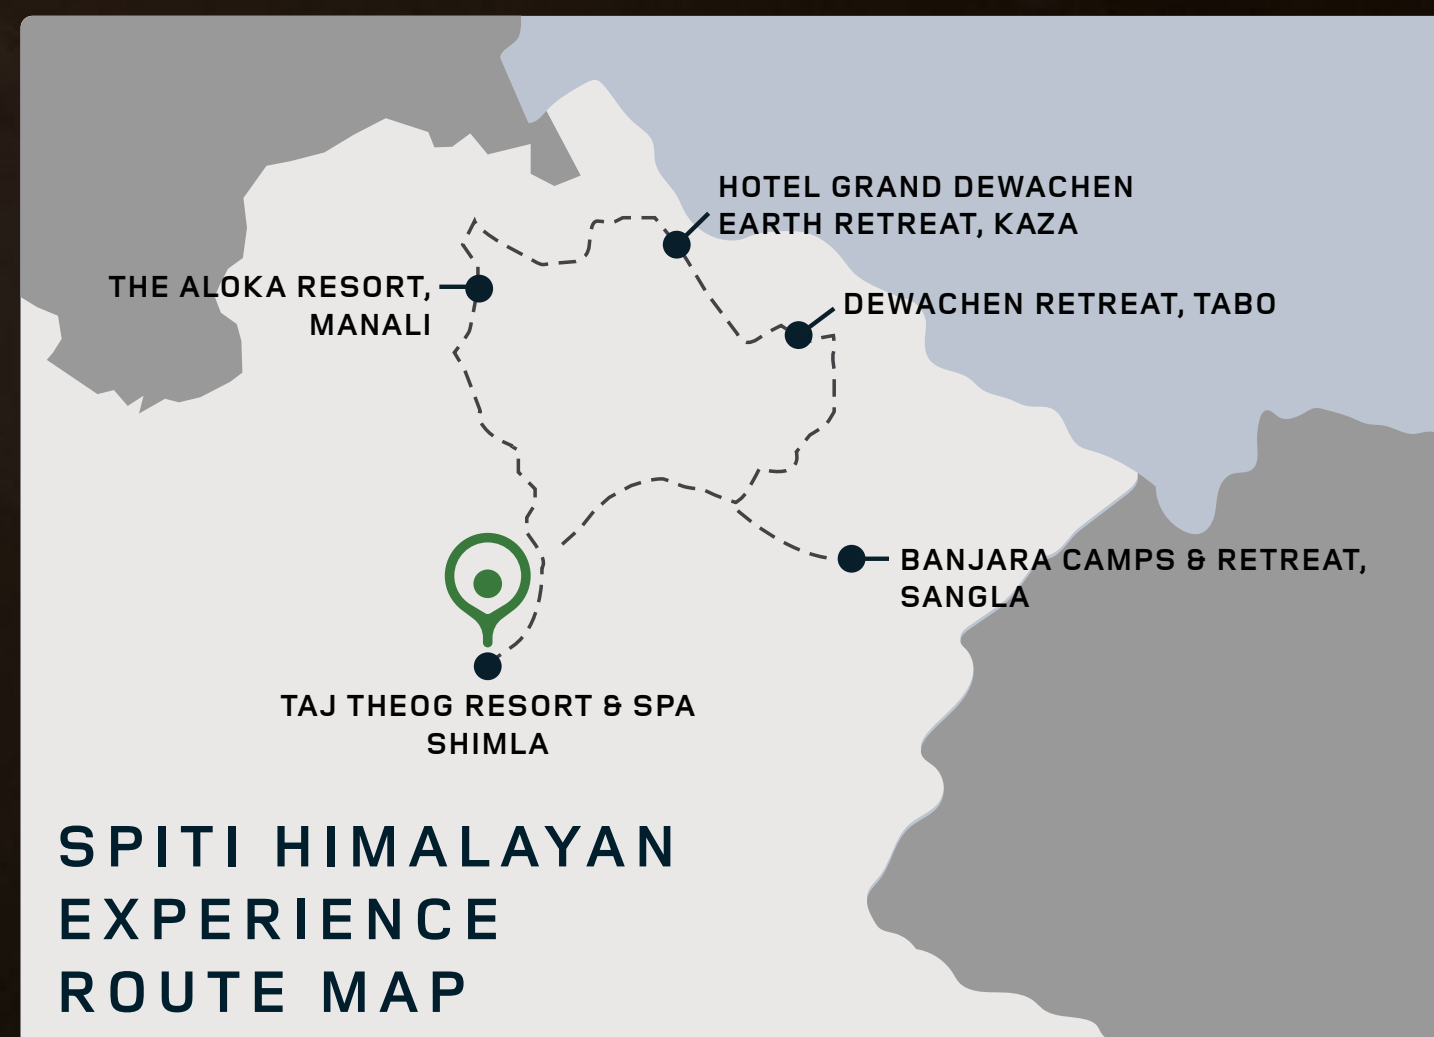 HOTEL GRAND DEWACHEN
EARTH RETREAT, KAZA
THE ALOKA RESORT,
MANALI
DEWACHEN RETREAT, TABO
BANJARA CAMPS & RETREAT,
SANGLA
TAJ THEOG RESORT & SPA
SHIMLA
SPITI HIMALAYAN
EXPERIENCE
ROUTE MAP